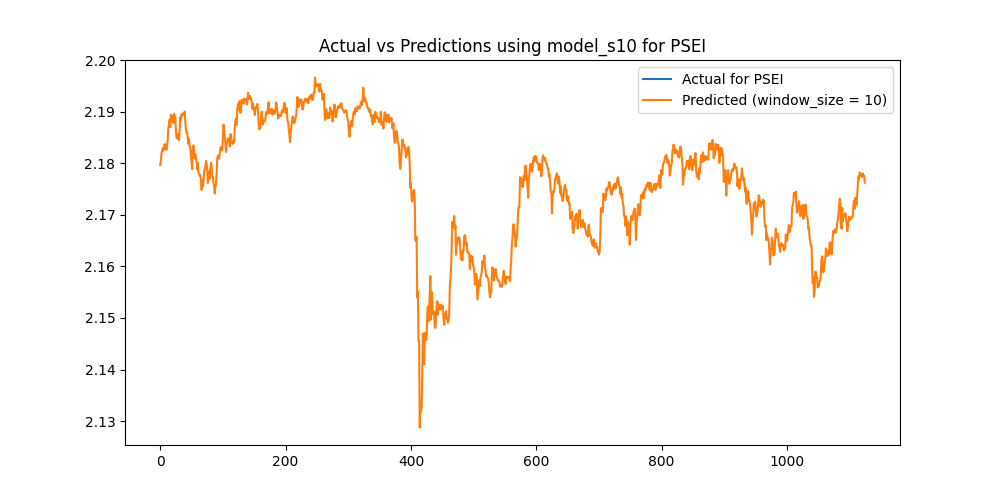 Actual vs Predictions using model_s10 for PSEI
Actual for PSEI
Predicted (window_size = 10)
2.20
2.19
2.18
2.17
2.16
2.15
2.14
2.13
0 200 400 600 800 1000